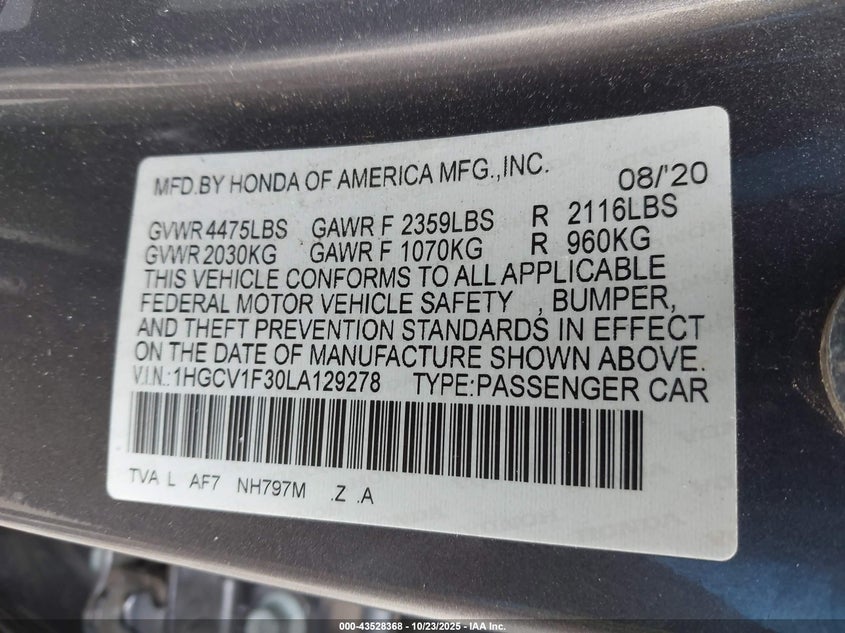 MFD.BY HONDA OF AMERICA MFG.,INC. 08/'20
GVWR 4475LBS GAWR F 2359LBS R 2116LBS
GVWR 2030KG GAWR F 1070KG R 960KG
THIS VEHICLE CONFORMS TO ALL APPLICABLE
FEDERAL MOTOR VEHICLE SAFETY , BUMPER,
AND THEFT PREVENTION STANDARDS IN EFFECT
ON THE DATE OF MANUFACTURE SHOWN ABOVE.
V.I.N.:1HGCV1F30LA129278 TYPE:PASSENGER CAR
TVA L AF7 NH797M .Z .A
000-43528368 - 10/23/2025 - IAA Inc.